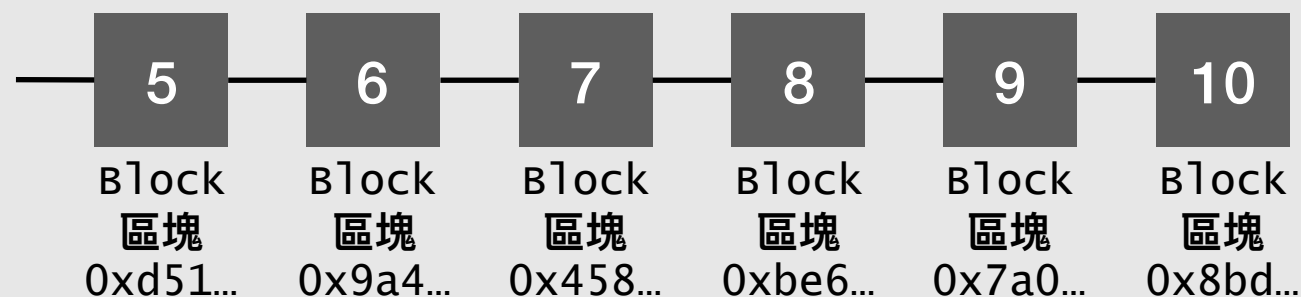 5 6 7 8 9 10
Block Block Block Block Block Block
區塊 區塊 區塊 區塊 區塊 區塊
0xd51… 0x9a4… 0x458… 0xbe6… 0x7a0… 0x8bd…